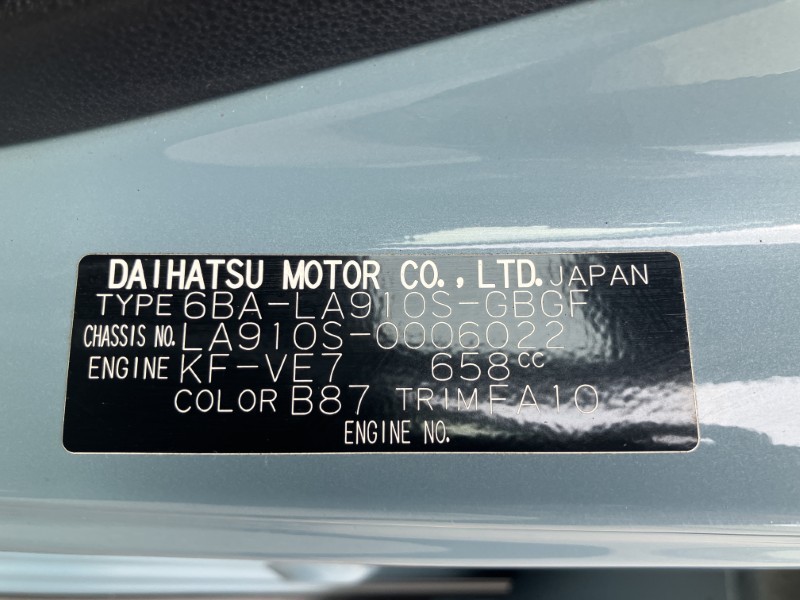 DAIHATSU MOTOR CO., LTD. JAPAN
TYPE 6BA-LA910S-GBGF
CHASSIS NO. LA910S-0006022
ENGINE KF-VE7 658cc
COLOR B87 TRIM FA10
ENGINE NO.